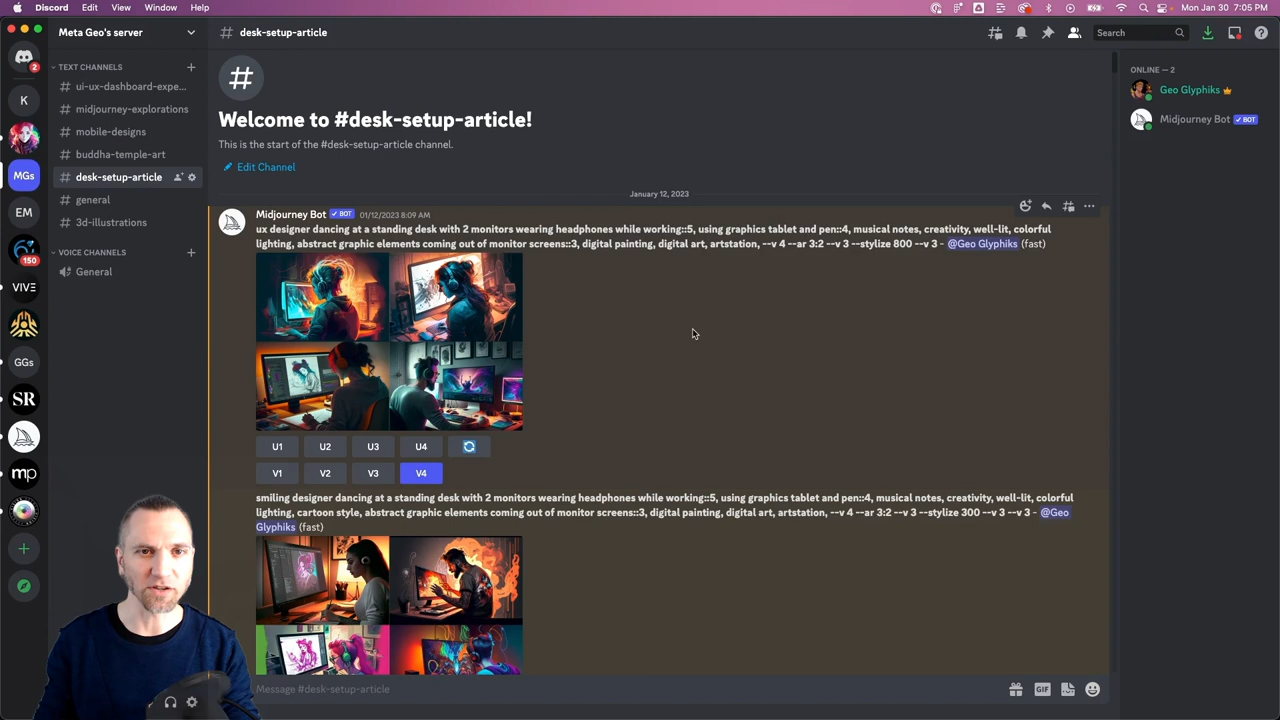 Discord Edit View Window Help
Mon Jan 30 7:05 PM
Meta Geo's server
# desk-setup-article
Search
2
K
MGs
EM
150
VIVE
GGs
SR
mp
TEXT CHANNELS
# ui-ux-dashboard-expe...
# midjourney-explorations
# mobile-designs
# buddha-temple-art
# desk-setup-article
# general
# 3d-illustrations
VOICE CHANNELS
General
#
Welcome to #desk-setup-article!
This is the start of the #desk-setup-article channel.
Edit Channel
January 12, 2023
Midjourney Bot ✓ BOT 01/12/2023 8:09 AM
ux designer dancing at a standing desk with 2 monitors wearing headphones while working::5, using graphics tablet and pen::4, musical notes, creativity, well-lit, colorful
lighting, abstract graphic elements coming out of monitor screens::3, digital painting, digital art, artstation, --v 4 --ar 3:2 --v 3 --stylize 800 --v 3 - @Geo Glyphiks (fast)
U1 U2 U3 U4
V1 V2 V3 V4
smiling designer dancing at a standing desk with 2 monitors wearing headphones while working::5, using graphics tablet and pen::4, musical notes, creativity, well-lit, colorful
lighting, cartoon style, abstract graphic elements coming out of monitor screens::3, digital painting, digital art, artstation, --v 4 --ar 3:2 --v 3 --stylize 300 --v 3 --v 3 - @Geo
Glyphiks (fast)
Message #desk-setup-article
GIF
ONLINE — 2
Geo Glyphiks
Midjourney Bot ✓ BOT